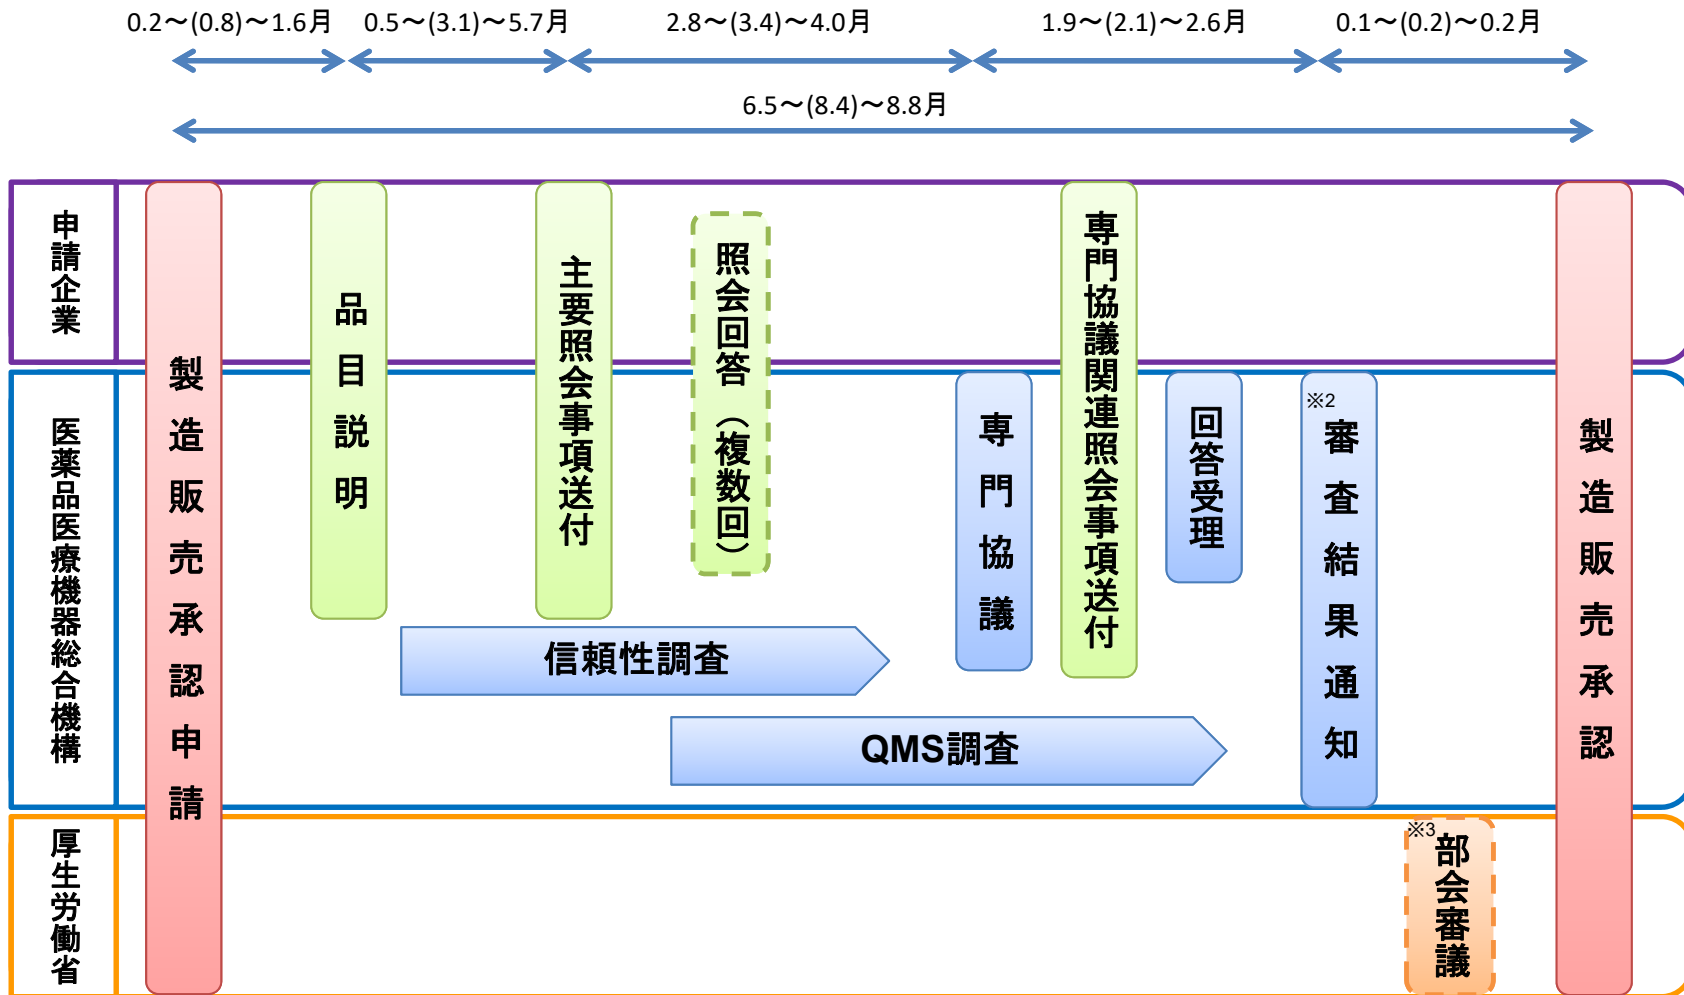 0.2～(0.8)～1.6月
0.5～(3.1)～5.7月
2.8～(3.4)～4.0月
1.9～(2.1)～2.6月
0.1～(0.2)～0.2月
6.5～(8.4)～8.8月
申請企業
医薬品医療機器総合機構
厚生労働省
製造販売承認申請
品目説明
主要照会事項送付
照会回答（複数回）
信頼性調査
QMS調査
専門協議
専門協議関連照会事項送付
回答受理
※2
審査結果通知
※3
部会審議
製造販売承認